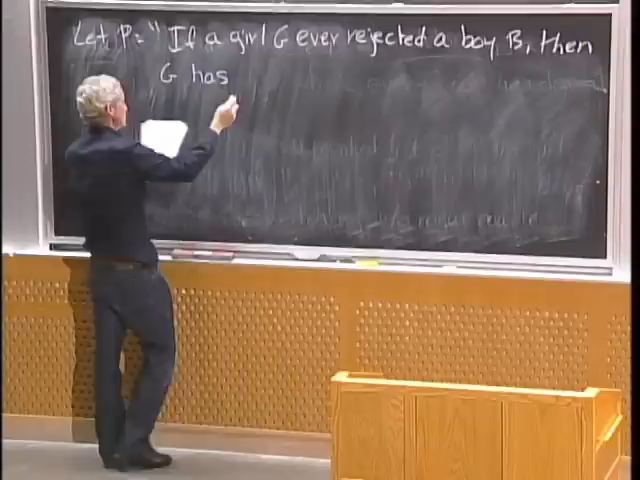 Let P = "If a girl G ever rejected a boy B, then
G has